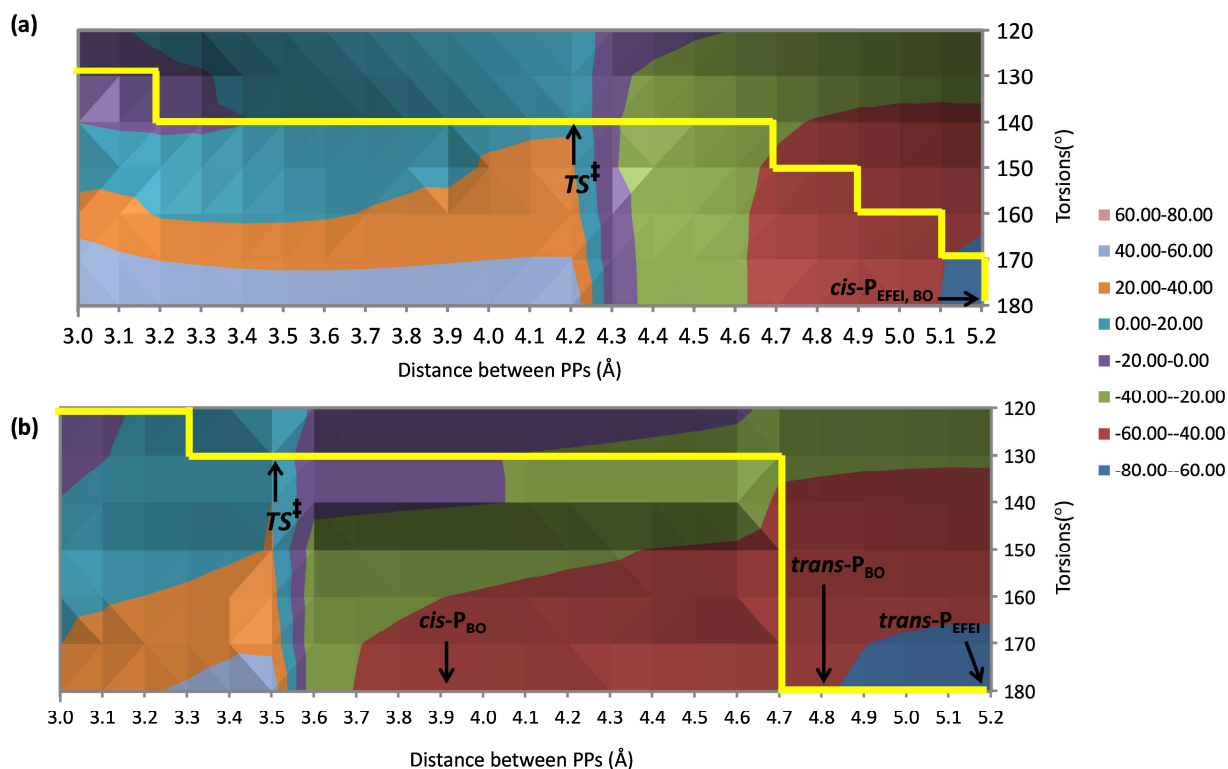 (a)
120
130
140
150
160
170
180
Torsions(°)
TS‡
cis-PEFEI, BO
3.0 3.1 3.2 3.3 3.4 3.5 3.6 3.7 3.8 3.9 4.0 4.1 4.2 4.3 4.4 4.5 4.6 4.7 4.8 4.9 5.0 5.1 5.2
Distance between PPs (Å)
60.00-80.00
40.00-60.00
20.00-40.00
0.00-20.00
-20.00-0.00
-40.00--20.00
-60.00--40.00
-80.00--60.00
(b)
120
130
140
150
160
170
180
Torsions(°)
TS‡
cis-PBO
trans-PBO
trans-PEFEI
3.0 3.1 3.2 3.3 3.4 3.5 3.6 3.7 3.8 3.9 4.0 4.1 4.2 4.3 4.4 4.5 4.6 4.7 4.8 4.9 5.0 5.1 5.2
Distance between PPs (Å)